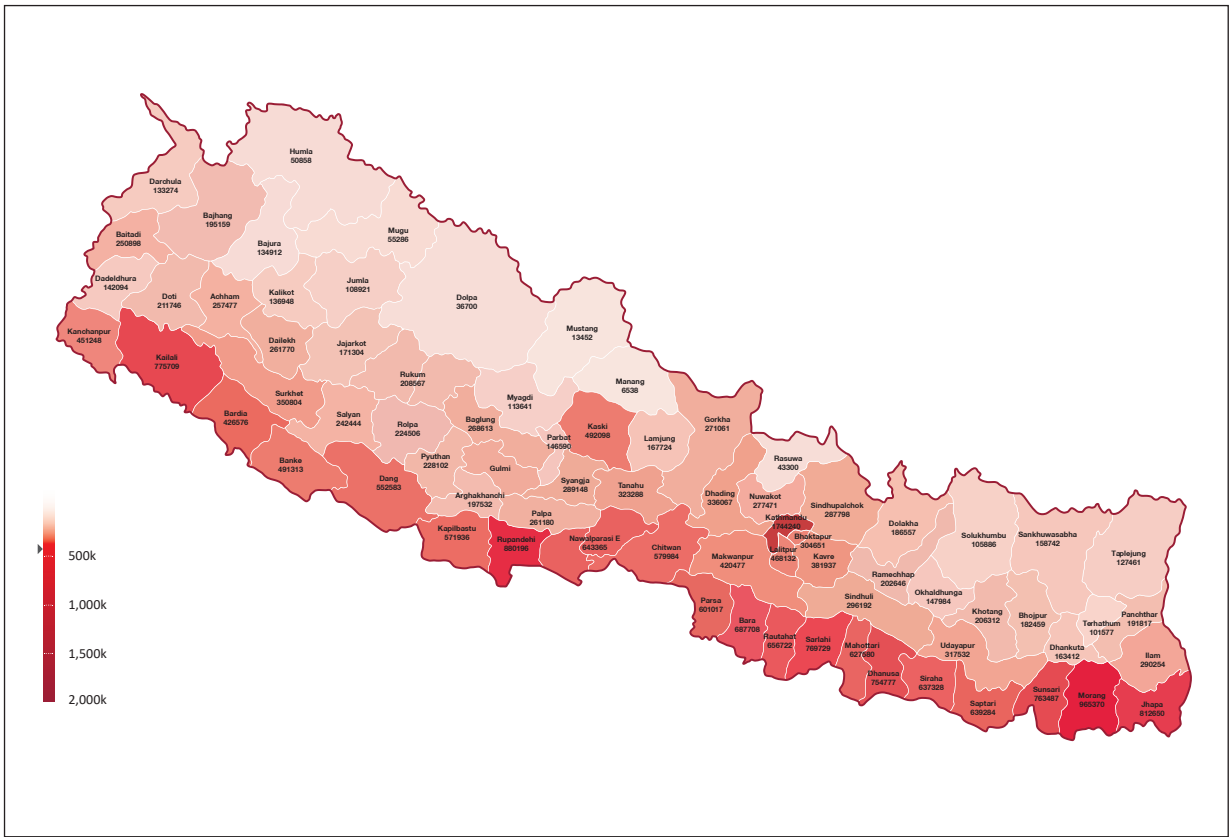 Humla
50858
Darchula
133274
Bajhang
195159
Mugu
55286
Baitadi
250898
Bajura
134912
Dadeldhura
142094
Doti
211746
Achham
257477
Kalikot
136948
Jumla
108921
Dolpa
36700
Mustang
13452
Kanchanpur
451248
Kailali
775709
Dailekh
261770
Jajarkot
171304
Rukum
208567
Manang
6538
Surkhet
350804
Myagdi
113641
Bardia
426576
Salyan
242444
Rolpa
224506
Baglung
268613
Parbat
146590
Kaski
492098
Lamjung
167724
Gorkha
271061
Banke
491313
Dang
552583
Pyuthan
228102
Gulmi
Syangja
289148
Tanahu
323288
Rasuwa
43300
Arghakhanchi
197532
Dhading
336067
Nuwakot
277471
Sindhupalchok
287798
Palpa
261180
Kapilbastu
571936
Rupandehi
880196
Nawalparasi E
643365
Chitwan
579984
Kathmandu
1744240
Bhaktapur
304651
Lalitpur
468132
Kavre
381937
Makwanpur
420477
Dolakha
186557
Solukhumbu
105886
Sankhuwasabha
158742
Taplejung
127461
Ramechhap
202646
Okhaldhunga
147984
Sindhuli
296192
Khotang
206312
Bhojpur
182459
Terhathum
101577
Panchthar
191817
Parsa
601017
Bara
687708
Rautahat
656722
Sarlahi
769729
Mahottari
627580
Dhanusa
754777
Siraha
637328
Udayapur
317532
Dhankuta
163412
Ilam
290254
Saptari
639284
Sunsari
763487
Morang
965370
Jhapa
812650
500k
1,000k
1,500k
2,000k